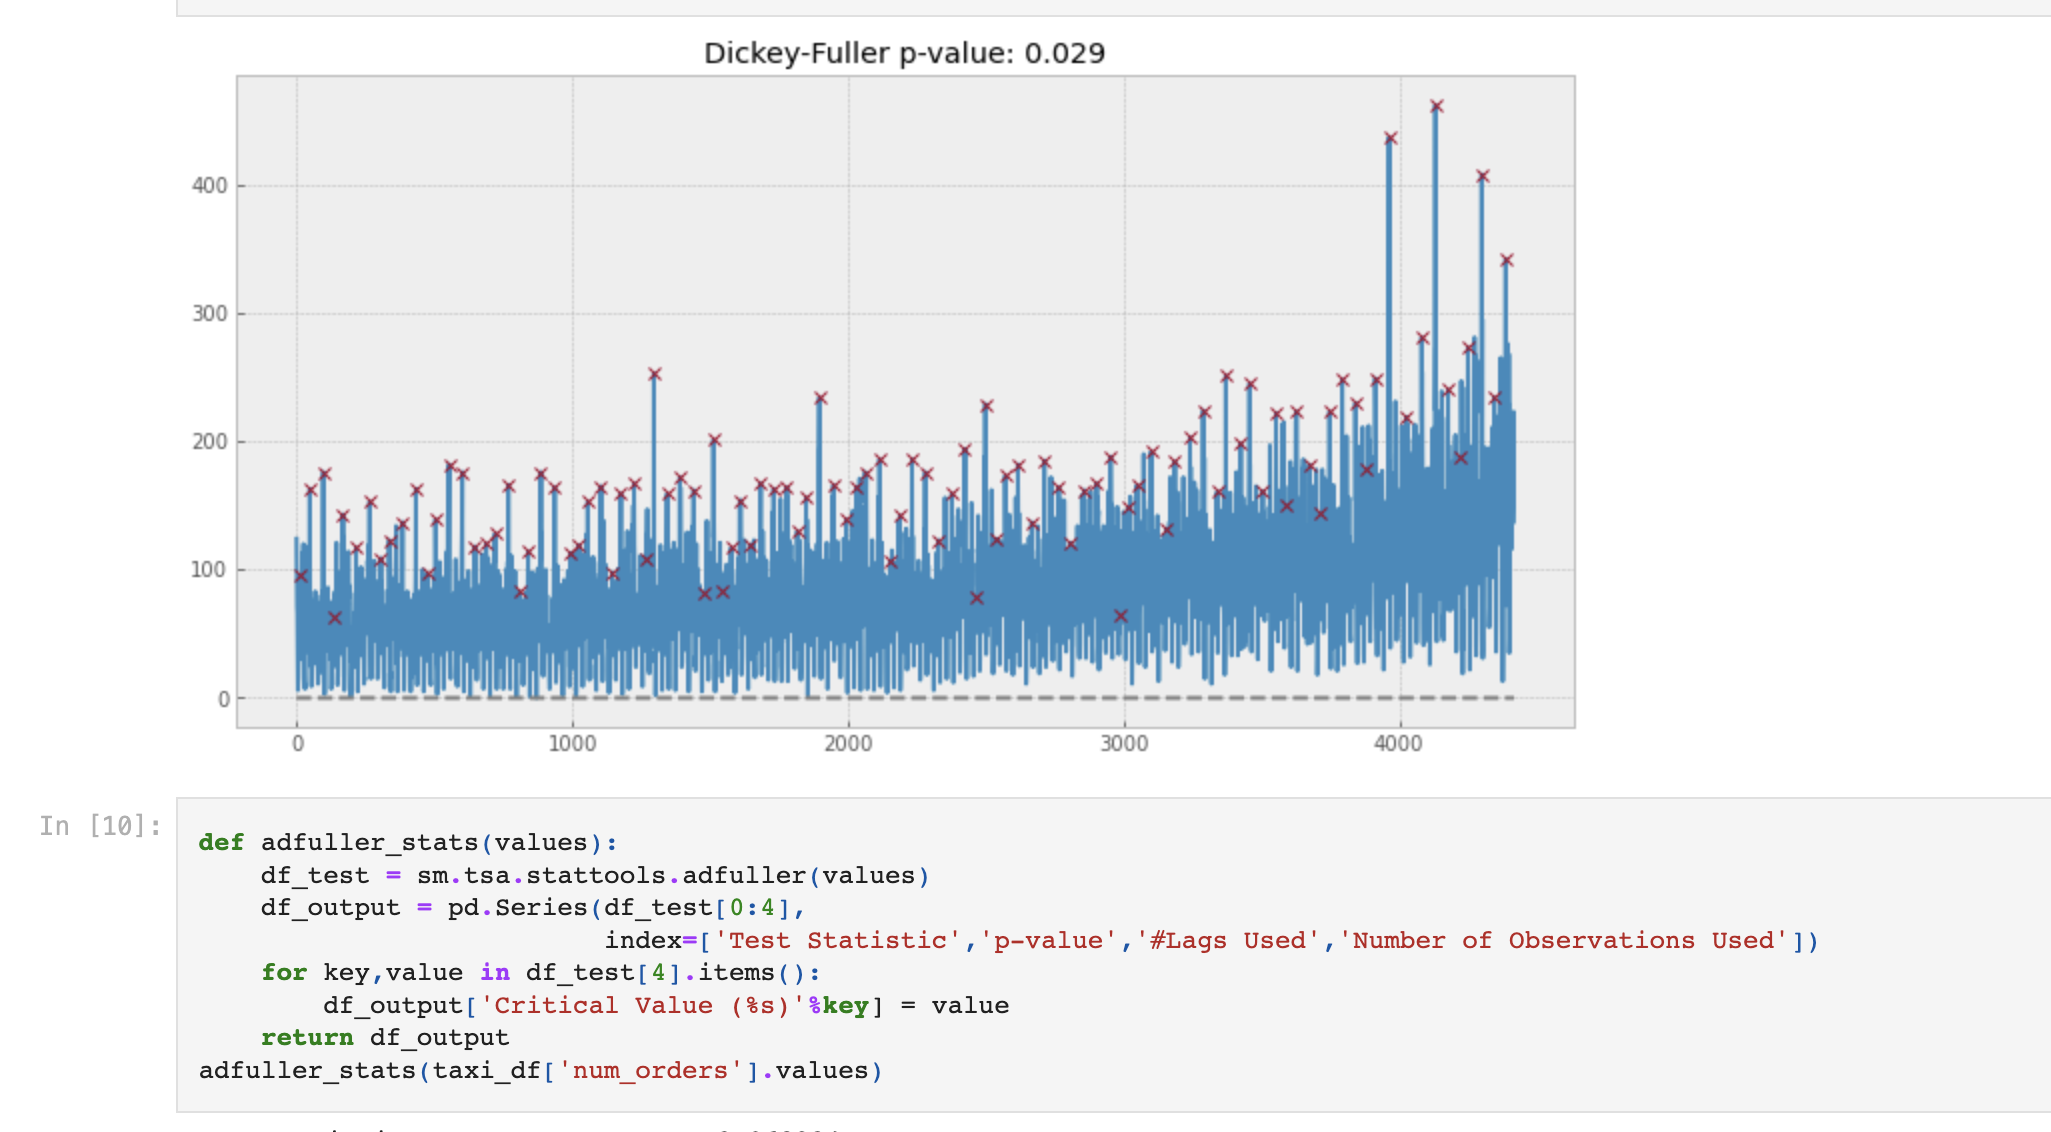 Dickey-Fuller p-value: 0.029
400
300
200
100
0
0 1000 2000 3000 4000
In [10]:
def adfuller_stats(values):
    df_test = sm.tsa.stattools.adfuller(values)
    df_output = pd.Series(df_test[0:4],
                          index=['Test Statistic','p-value','#Lags Used','Number of Observations Used'])
    for key,value in df_test[4].items():
        df_output['Critical Value (%s)'%key] = value
    return df_output
adfuller_stats(taxi_df['num_orders'].values)